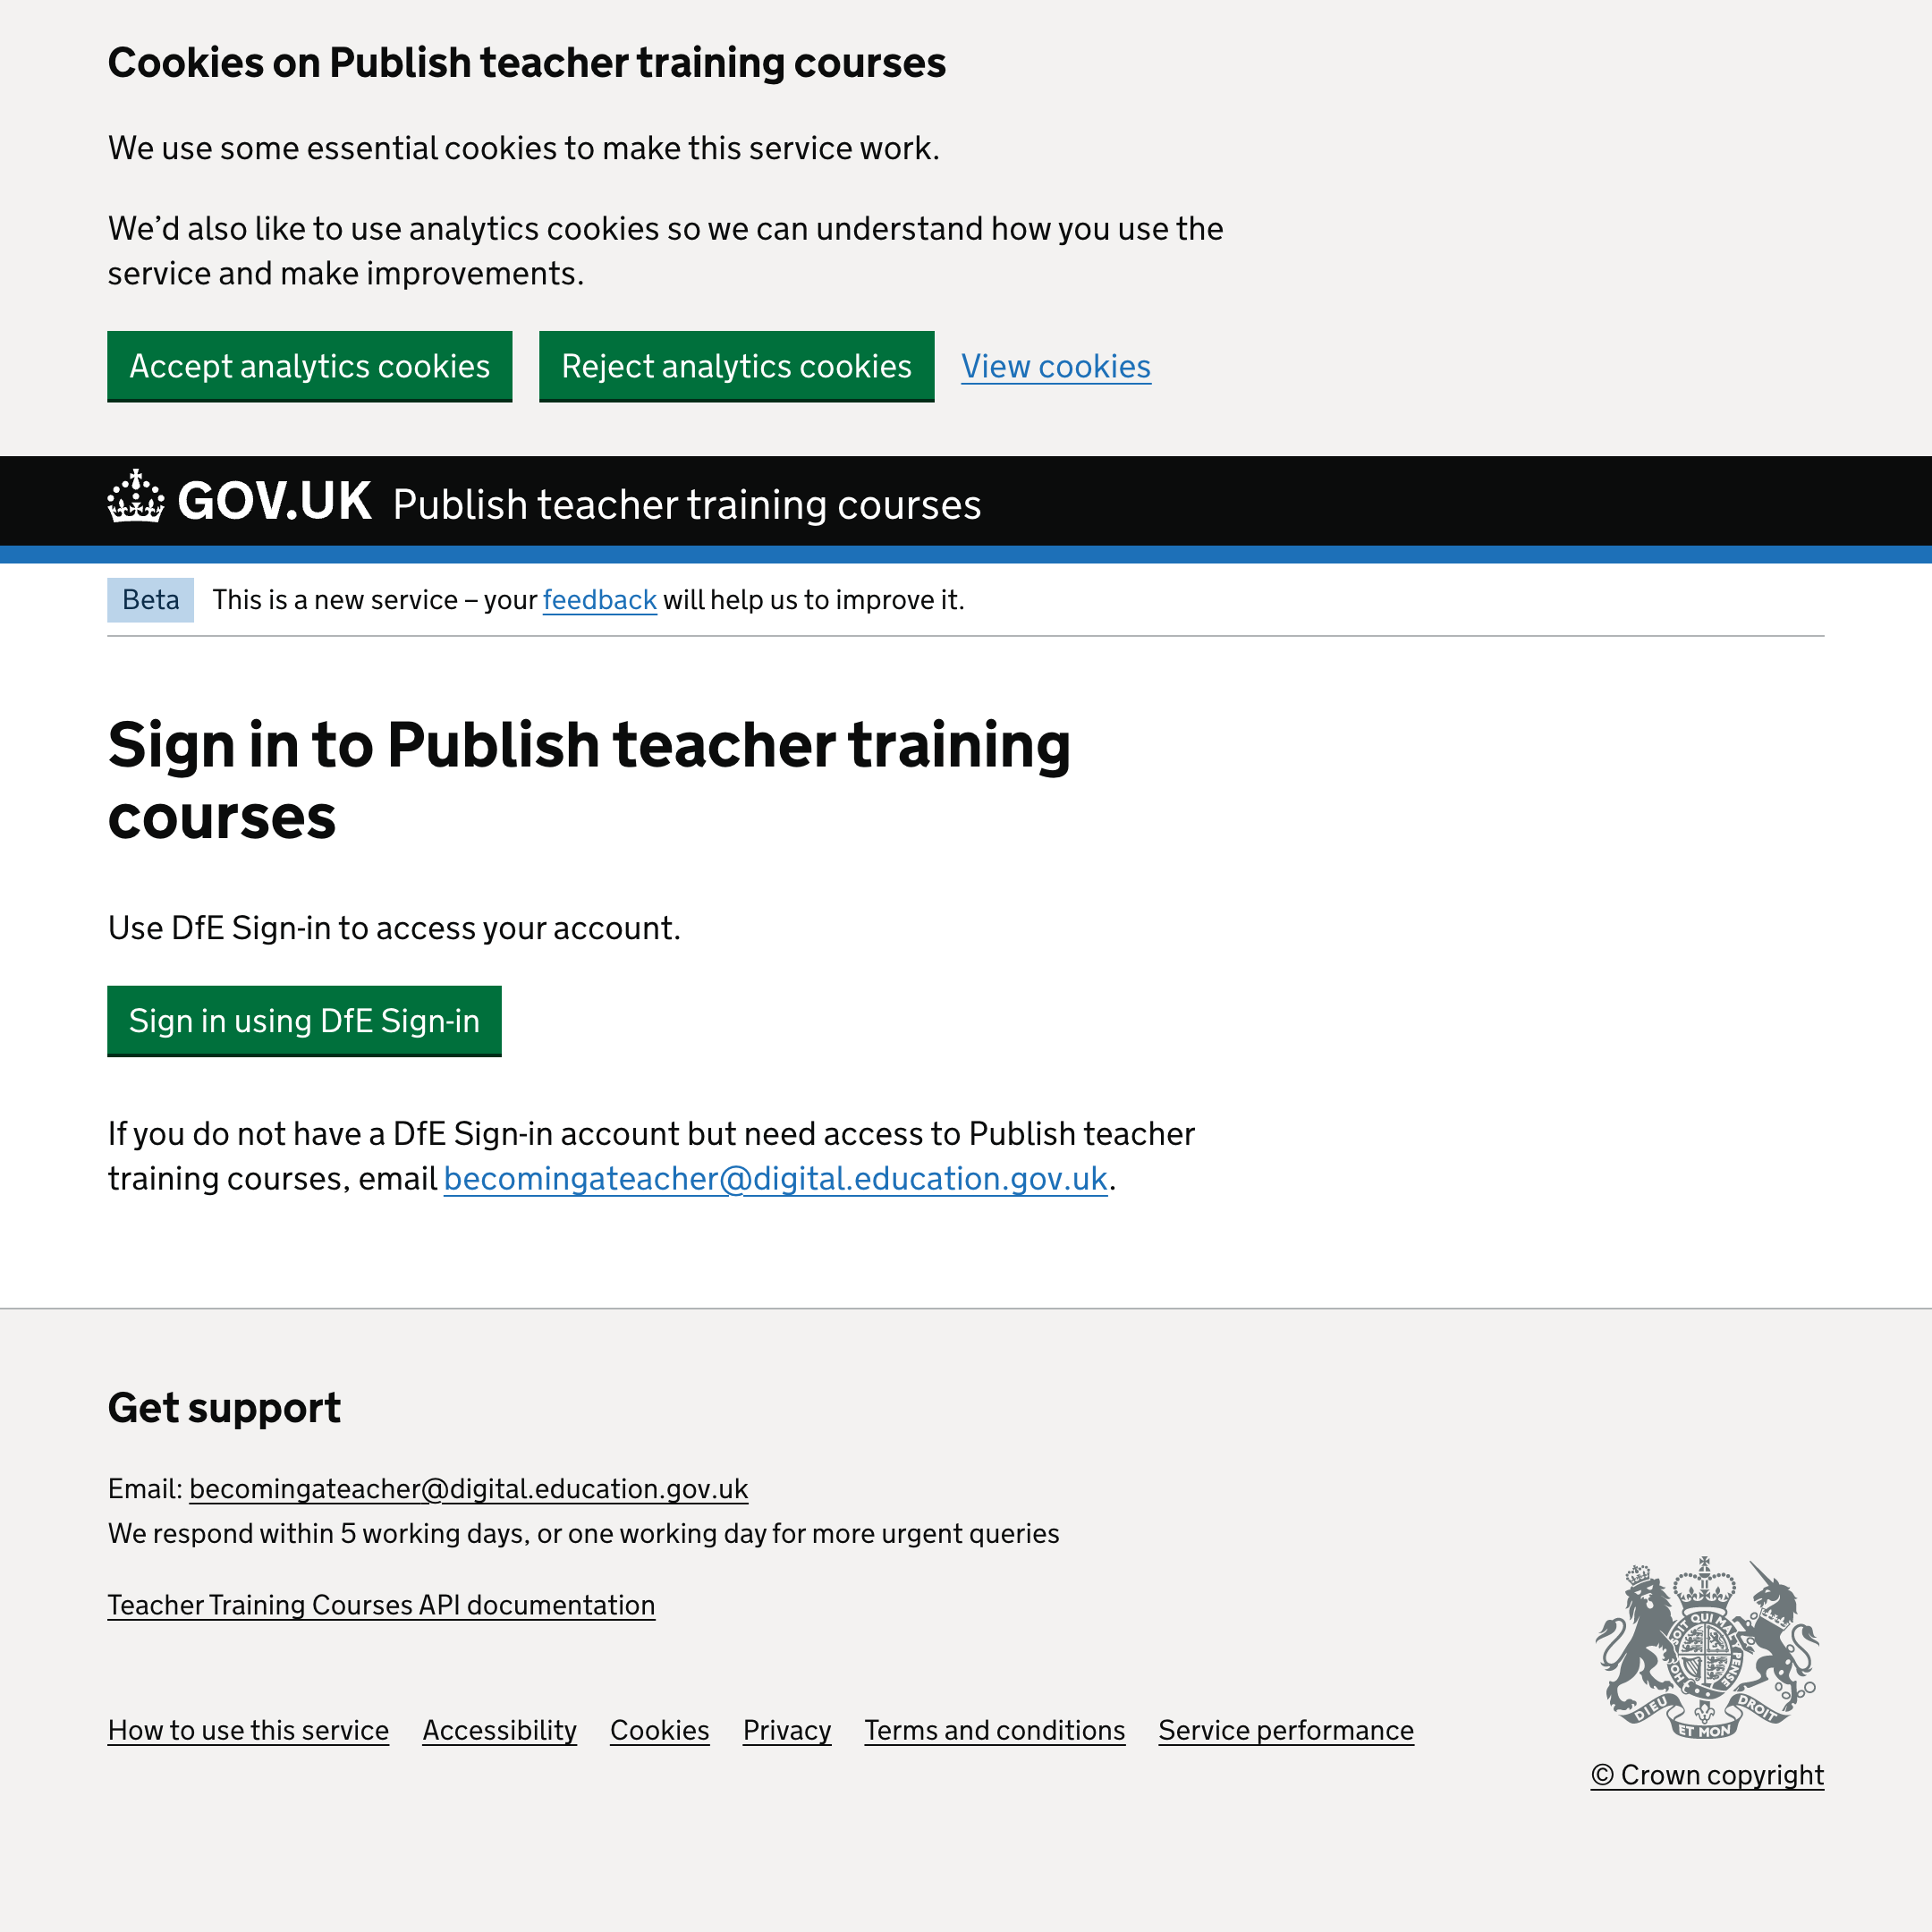 Cookies on Publish teacher training courses
We use some essential cookies to make this service work.
We’d also like to use analytics cookies so we can understand how you use the
service and make improvements.
Accept analytics cookies Reject analytics cookies View cookies
GOV.UK Publish teacher training courses
Beta This is a new service – your feedback will help us to improve it.
Sign in to Publish teacher training
courses
Use DfE Sign-in to access your account.
Sign in using DfE Sign-in
If you do not have a DfE Sign-in account but need access to Publish teacher
training courses, email becomingateacher@digital.education.gov.uk.
Get support
Email: becomingateacher@digital.education.gov.uk
We respond within 5 working days, or one working day for more urgent queries
Teacher Training Courses API documentation
How to use this service Accessibility Cookies Privacy Terms and conditions Service performance
SOIT QUI MAL PENSE
DIEU ET MON DROIT
© Crown copyright